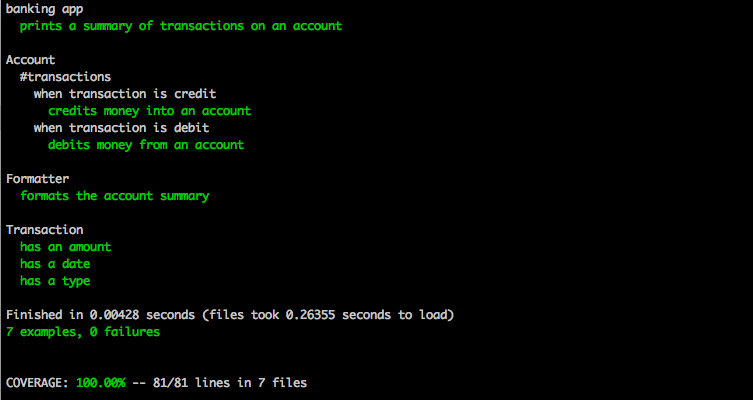 banking app
prints a summary of transactions on an account
Account
#transactions
when transaction is credit
credits money into an account
when transaction is debit
debits money from an account
Formatter
formats the account summary
Transaction
has an amount
has a date
has a type
Finished in 0.00428 seconds (files took 0.26355 seconds to load)
7 examples, 0 failures
COVERAGE: 100.00% -- 81/81 lines in 7 files